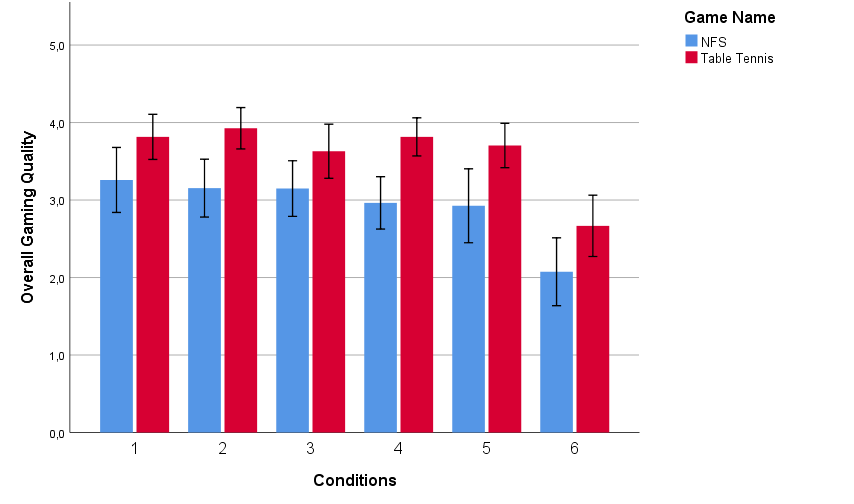 Game Name
NFS
Table Tennis
Overall Gaming Quality
5,0
4,0
3,0
2,0
1,0
0,0
1 2 3 4 5 6
Conditions